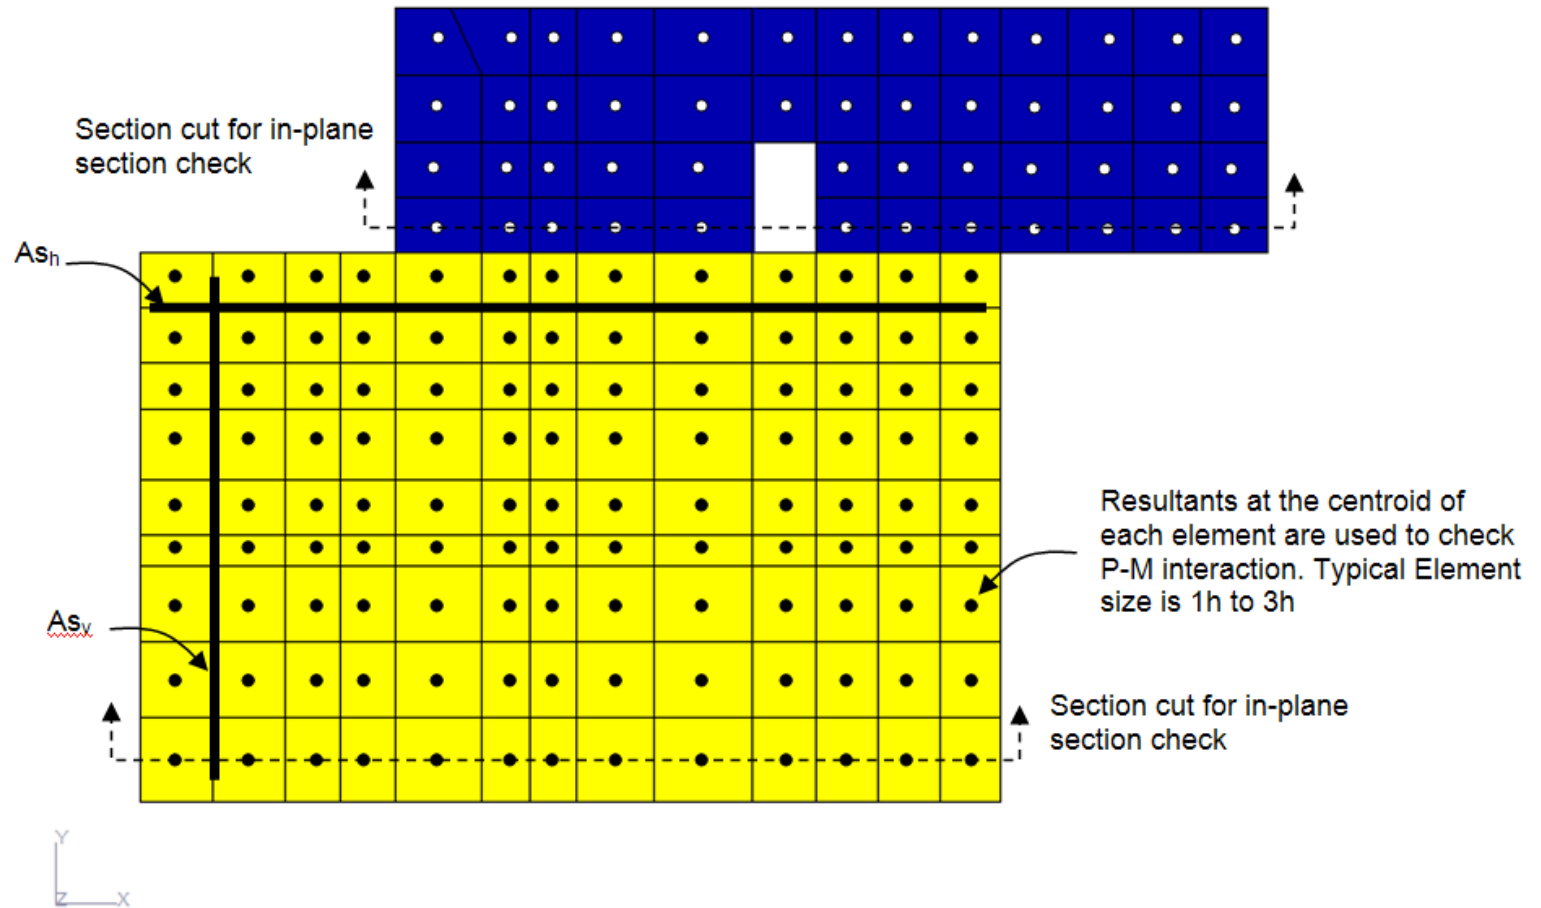 Section cut for in-plane
section check
Ash
Resultants at the centroid of
each element are used to check
P-M interaction. Typical Element
size is 1h to 3h
Asv
Section cut for in-plane
section check
Y
Z
X